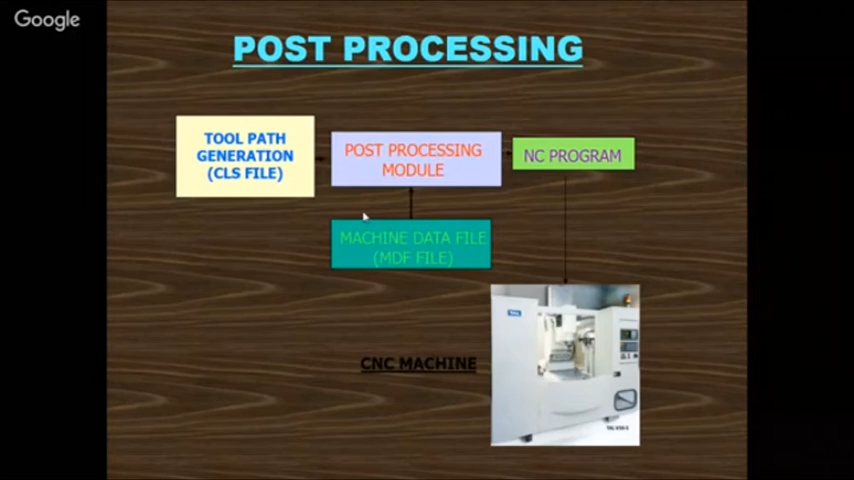 Google
POST PROCESSING
TOOL PATH
GENERATION
(CLS FILE)
POST PROCESSING
MODULE
NC PROGRAM
MACHINE DATA FILE
(MDF FILE)
CNC MACHINE